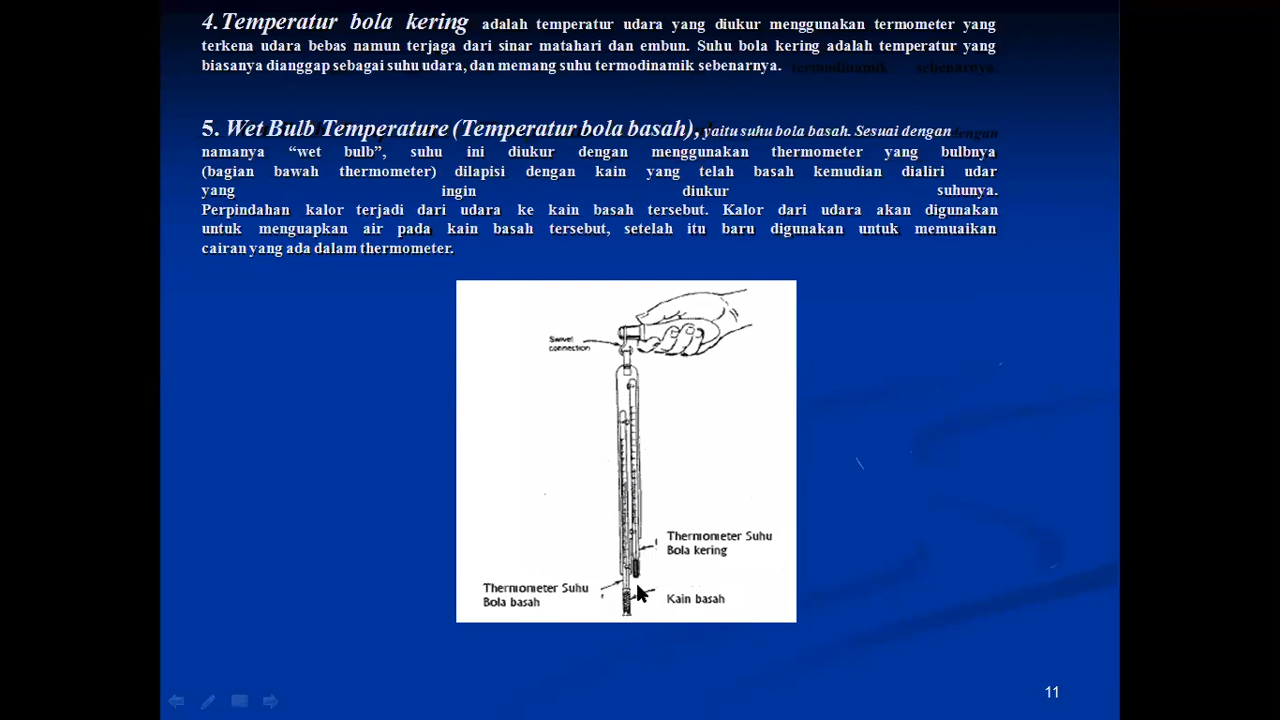 4.Temperatur bola kering adalah temperatur udara yang diukur menggunakan termometer yang
terkena udara bebas namun terjaga dari sinar matahari dan embun. Suhu bola kering adalah temperatur yang
biasanya dianggap sebagai suhu udara, dan memang suhu termodinamik sebenarnya.
5. Wet Bulb Temperature (Temperatur bola basah), yaitu suhu bola basah. Sesuai dengan
namanya “wet bulb”, suhu ini diukur dengan menggunakan thermometer yang bulbnya
(bagian bawah thermometer) dilapisi dengan kain yang telah basah kemudian dialiri udar
yang ingin diukur suhunya.
Perpindahan kalor terjadi dari udara ke kain basah tersebut. Kalor dari udara akan digunakan
untuk menguapkan air pada kain basah tersebut, setelah itu baru digunakan untuk memuaikan
cairan yang ada dalam thermometer.
Swivel
connection
Thermometer Suhu
Bola kering
Thermometer Suhu
Bola basah
Kain basah
11